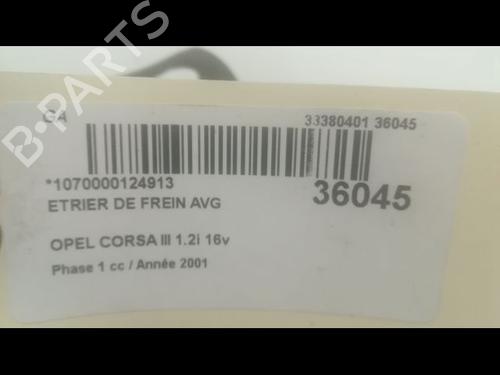 GA
33380401 36045
*1070000124913
36045
ETRIER DE FREIN AVG
OPEL CORSA III 1.2i 16v
Phase 1 cc / Année 2001
B-PARTS